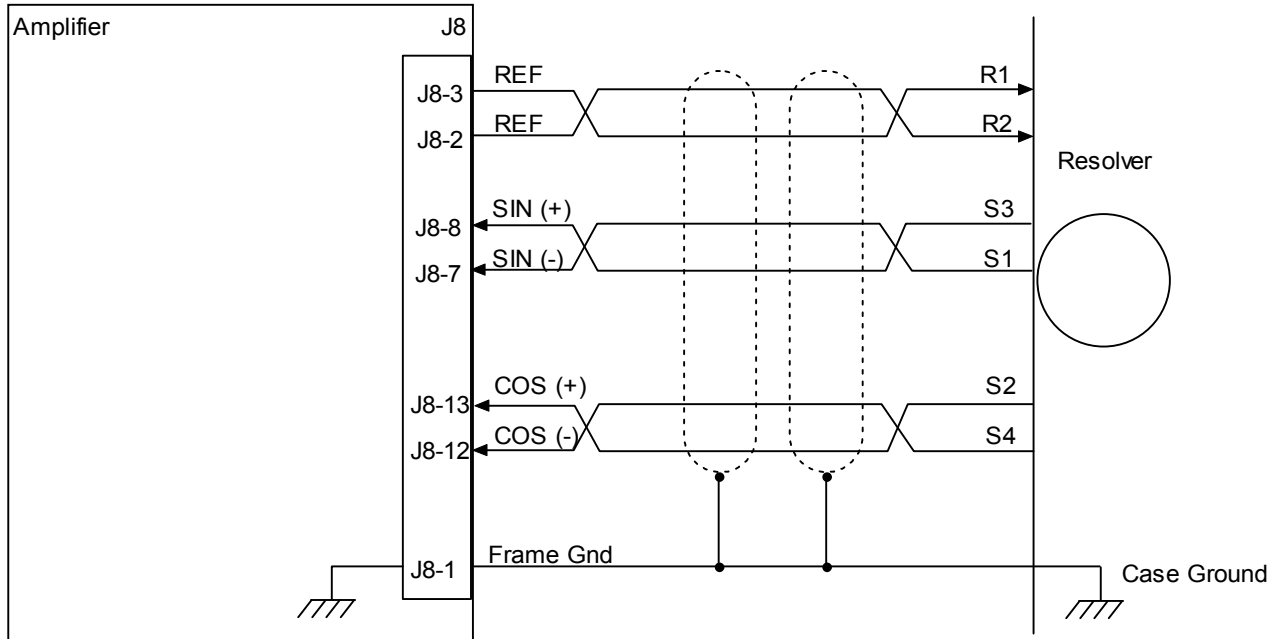 Amplifier
J8
J8-3
REF
R1
J8-2
REF
R2
Resolver
J8-8
SIN (+)
S3
J8-7
SIN (-)
S1
J8-13
COS (+)
S2
J8-12
COS (-)
S4
J8-1
Frame Gnd
Case Ground